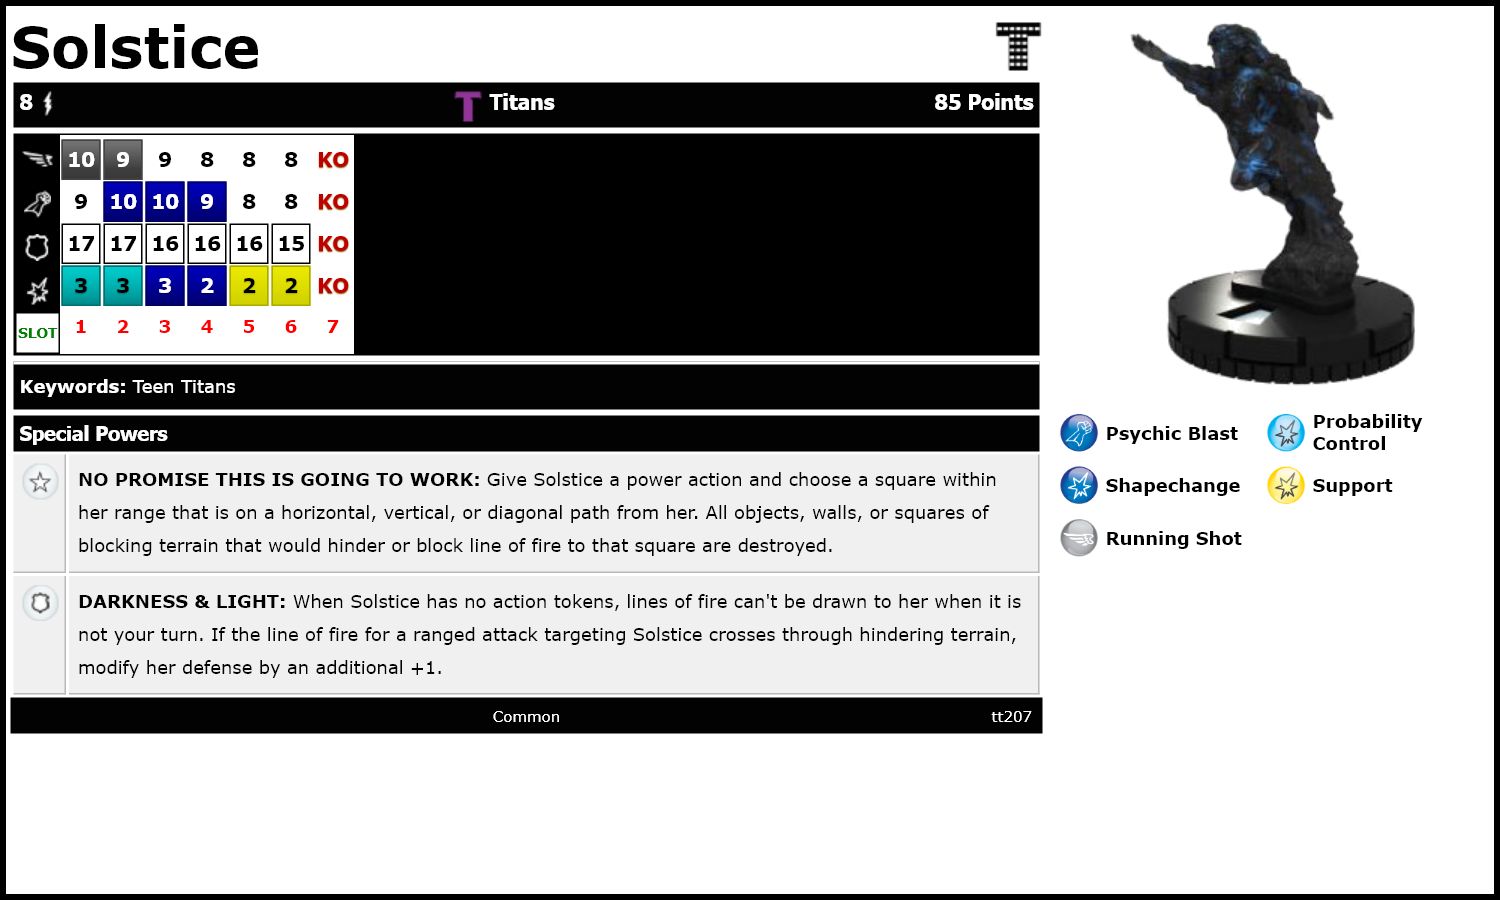 Solstice
8 Titans 85 Points
10 9 9 8 8 8 KO
9 10 10 9 8 8 KO
17 17 16 16 16 15 KO
3 3 3 2 2 2 KO
SLOT 1 2 3 4 5 6 7
Keywords: Teen Titans
Special Powers
NO PROMISE THIS IS GOING TO WORK: Give Solstice a power action and choose a square within
her range that is on a horizontal, vertical, or diagonal path from her. All objects, walls, or squares of
blocking terrain that would hinder or block line of fire to that square are destroyed.
DARKNESS & LIGHT: When Solstice has no action tokens, lines of fire can't be drawn to her when it is
not your turn. If the line of fire for a ranged attack targeting Solstice crosses through hindering terrain,
modify her defense by an additional +1.
Common tt207
Psychic Blast
Probability
Control
Shapechange
Support
Running Shot